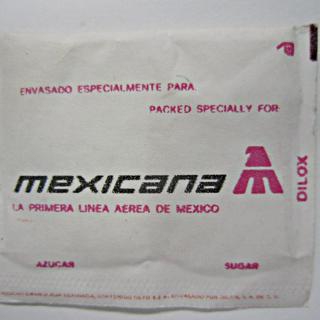 ENVASADO ESPECIALMENTE PARA.
PACKED SPECIALLY FOR
mexicana
LA PRIMERA LINEA AEREA DE MEXICO
DILOX
AZUCAR
SUGAR